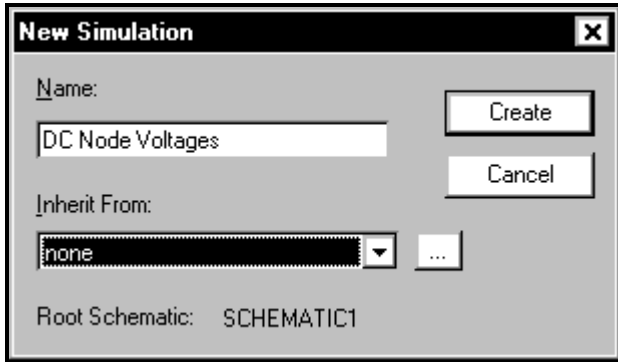 New Simulation
Name:
DC Node Voltages
Create
Cancel
Inherit From:
none
...
Root Schematic: SCHEMATIC1